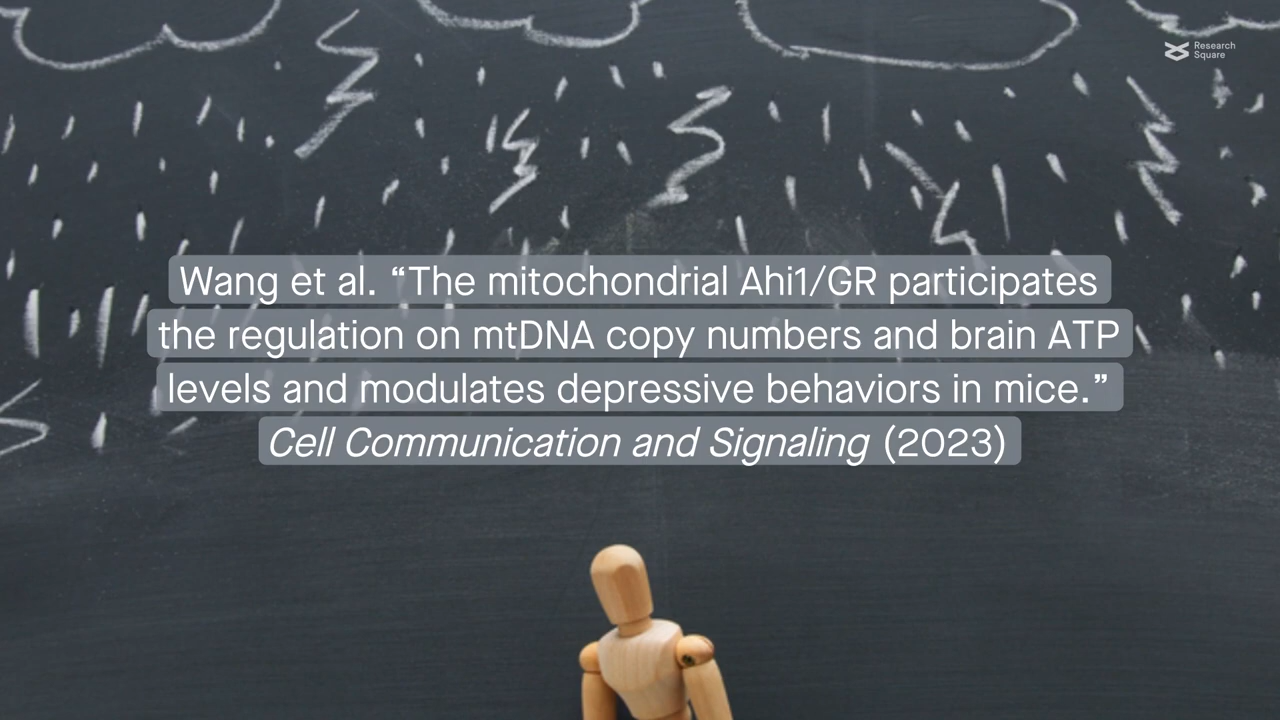 Research
Square
Wang et al. “The mitochondrial Ahi1/GR participates
the regulation on mtDNA copy numbers and brain ATP
levels and modulates depressive behaviors in mice.”
Cell Communication and Signaling (2023)